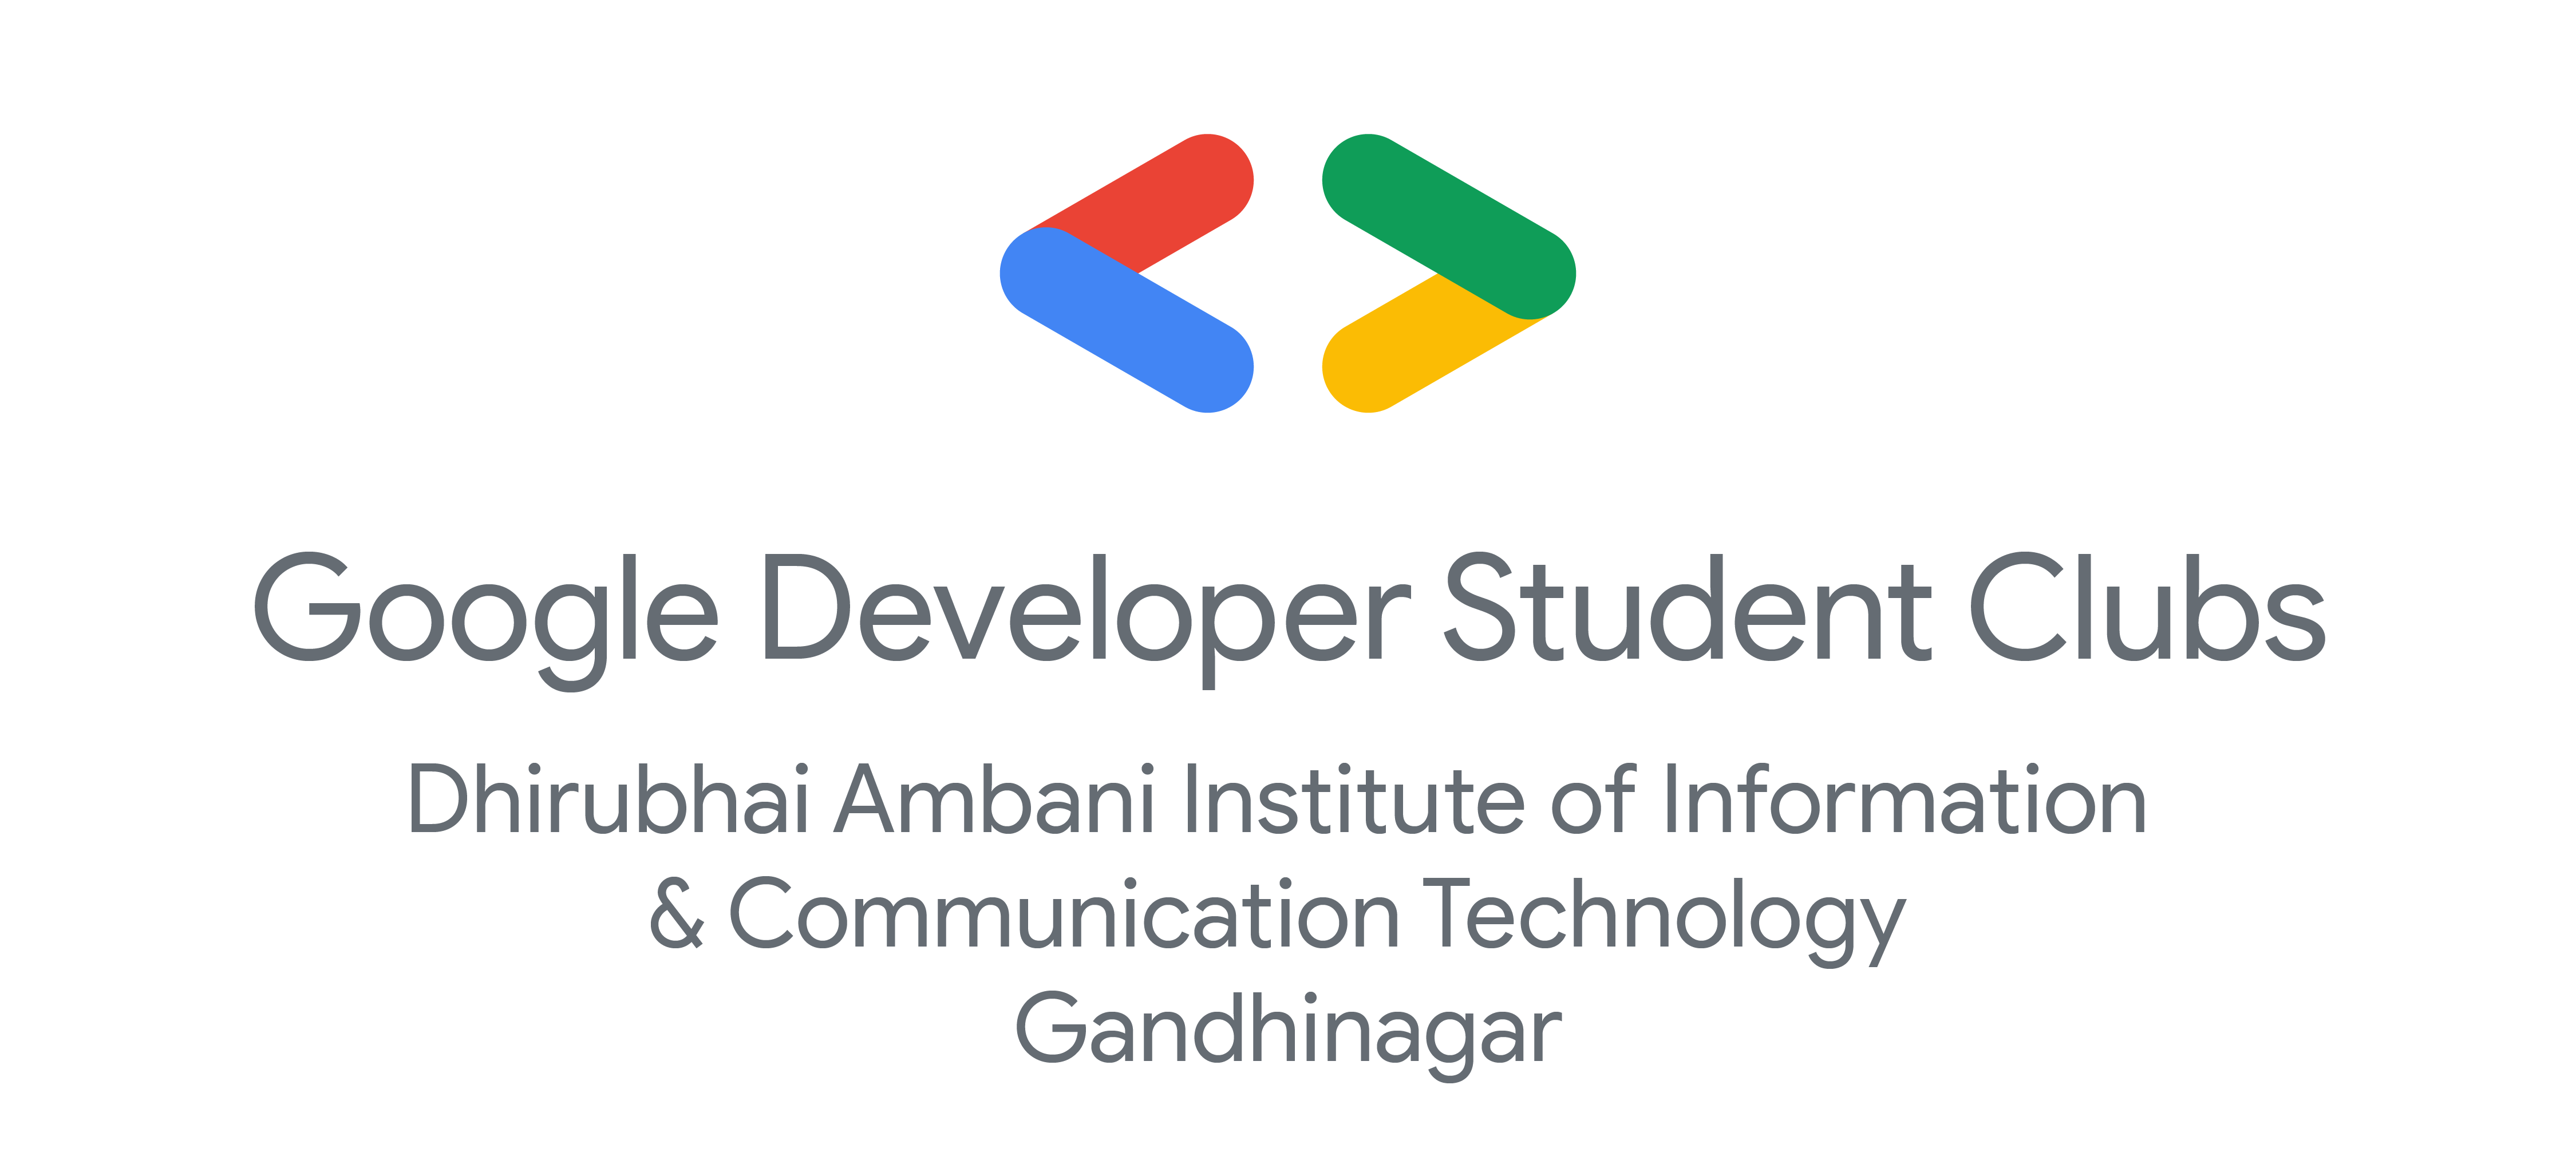 Google Developer Student Clubs
Dhirubhai Ambani Institute of Information
& Communication Technology
Gandhinagar